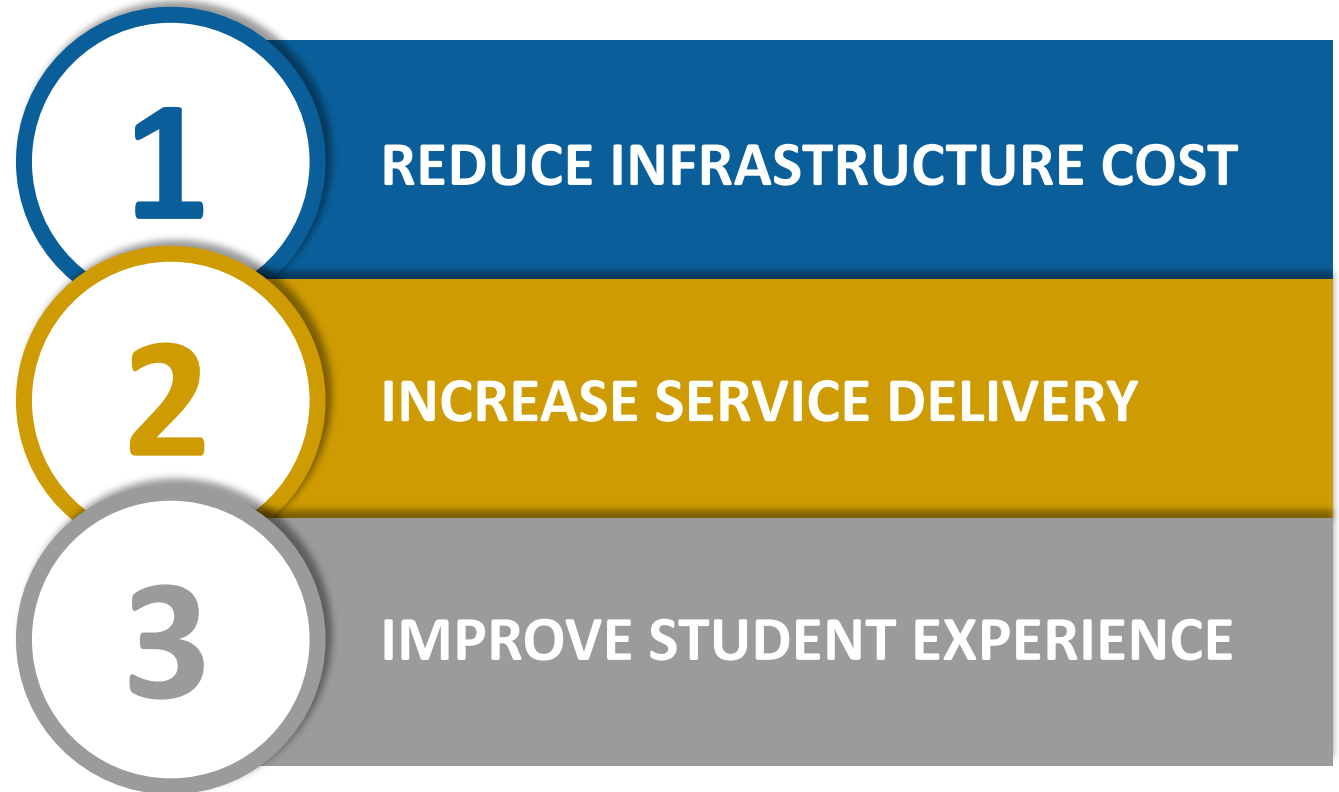 1
REDUCE INFRASTRUCTURE COST
2
INCREASE SERVICE DELIVERY
3
IMPROVE STUDENT EXPERIENCE